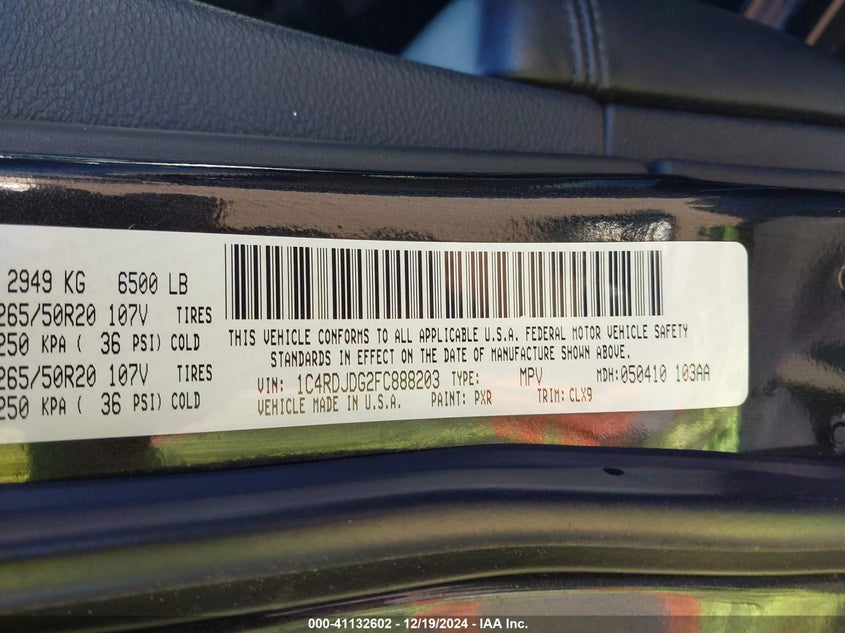 2949 KG 6500 LB
265/50R20 107V TIRES
250 KPA ( 36 PSI) COLD
265/50R20 107V TIRES
250 KPA ( 36 PSI) COLD
THIS VEHICLE CONFORMS TO ALL APPLICABLE U.S.A. FEDERAL MOTOR VEHICLE SAFETY
STANDARDS IN EFFECT ON THE DATE OF MANUFACTURE SHOWN ABOVE.
VIN: 1C4RDJDG2FC888203 TYPE: MPV MDH:050410 103AA
VEHICLE MADE IN U.S.A. PAINT: PXR TRIM: CLX9
000-41132602 - 12/19/2024 - IAA Inc.